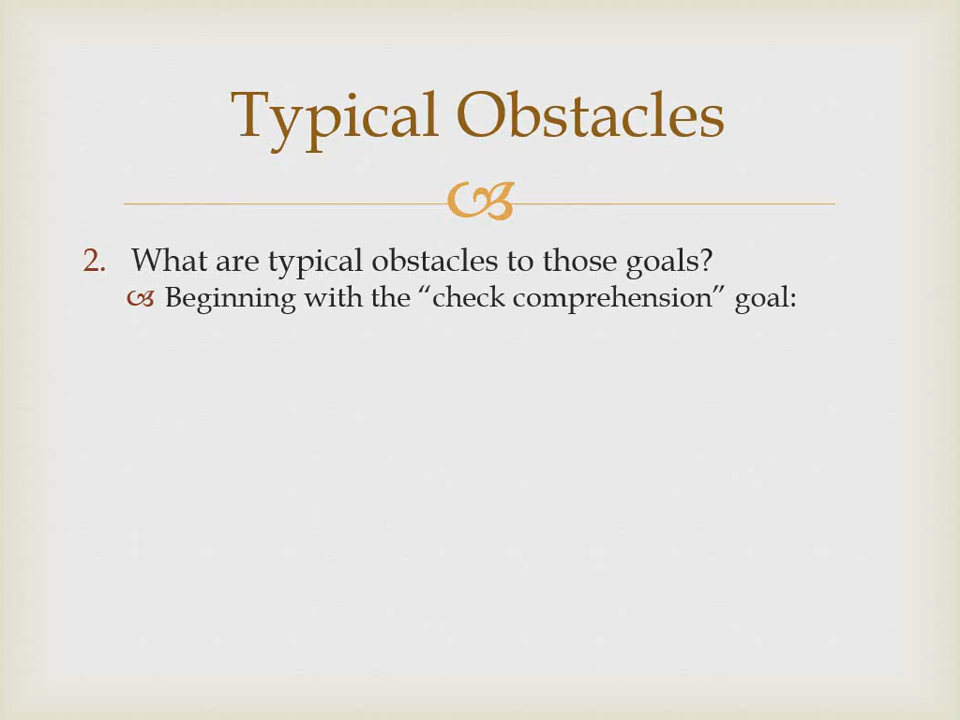 Typical Obstacles
2. What are typical obstacles to those goals?
Beginning with the “check comprehension” goal: